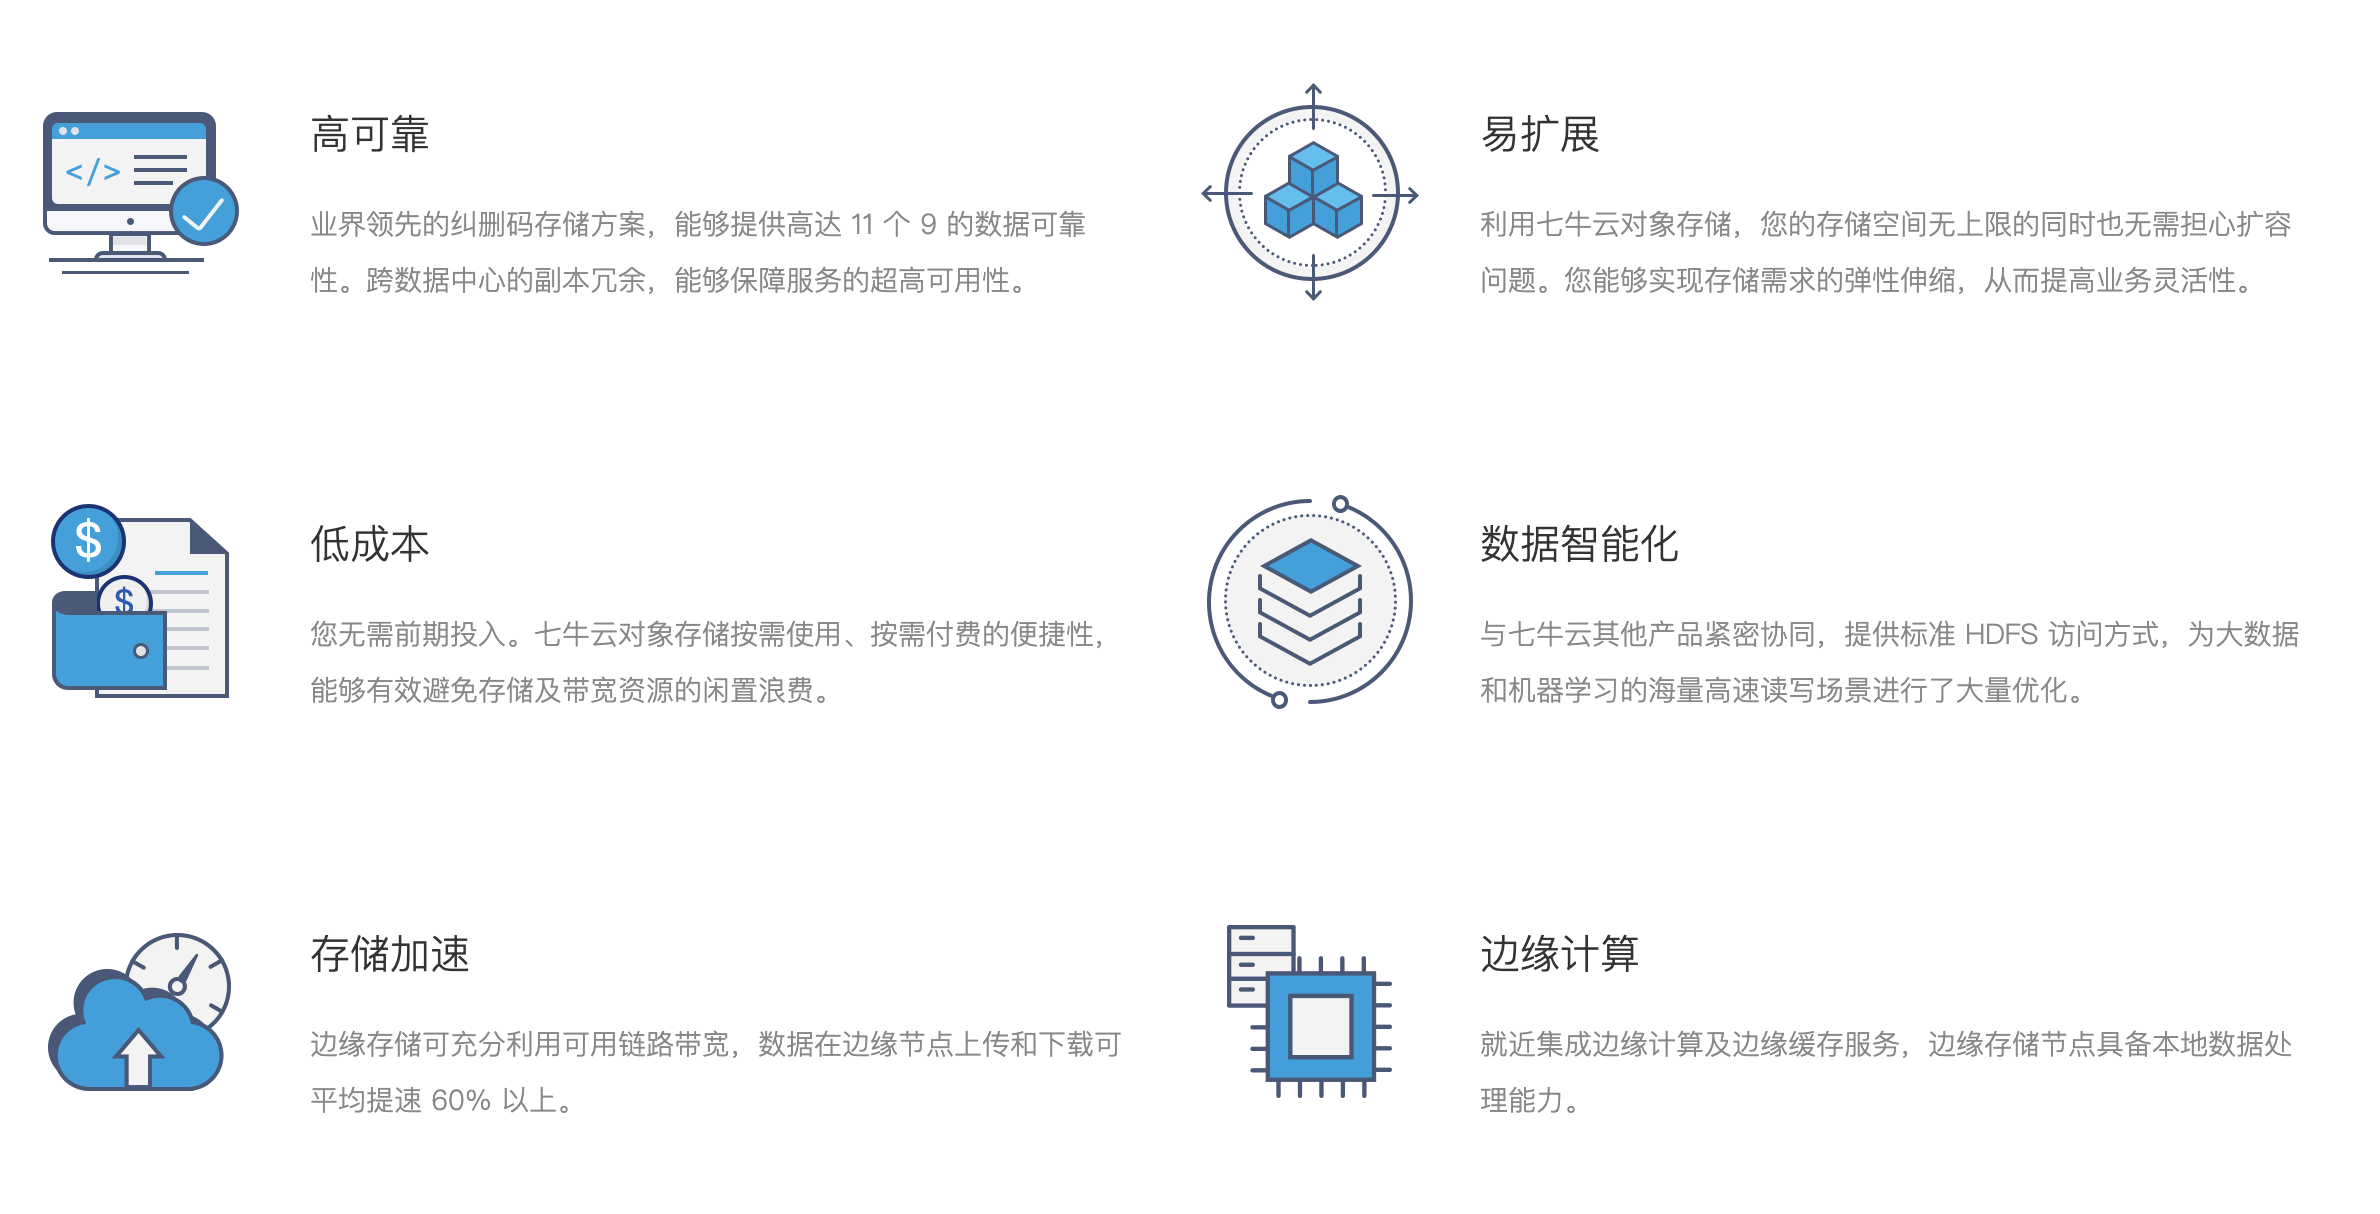 高可靠
业界领先的纠删码存储方案，能够提供高达 11 个 9 的数据可靠
性。跨数据中心的副本冗余，能够保障服务的超高可用性。
易扩展
利用七牛云对象存储，您的存储空间无上限的同时也无需担心扩容
问题。您能够实现存储需求的弹性伸缩，从而提高业务灵活性。
低成本
您无需前期投入。七牛云对象存储按需使用、按需付费的便捷性，
能够有效避免存储及带宽资源的闲置浪费。
数据智能化
与七牛云其他产品紧密协同，提供标准 HDFS 访问方式，为大数据
和机器学习的海量高速读写场景进行了大量优化。
存储加速
边缘存储可充分利用可用链路带宽，数据在边缘节点上传和下载可
平均提速 60% 以上。
边缘计算
就近集成边缘计算及边缘缓存服务，边缘存储节点具备本地数据处
理能力。